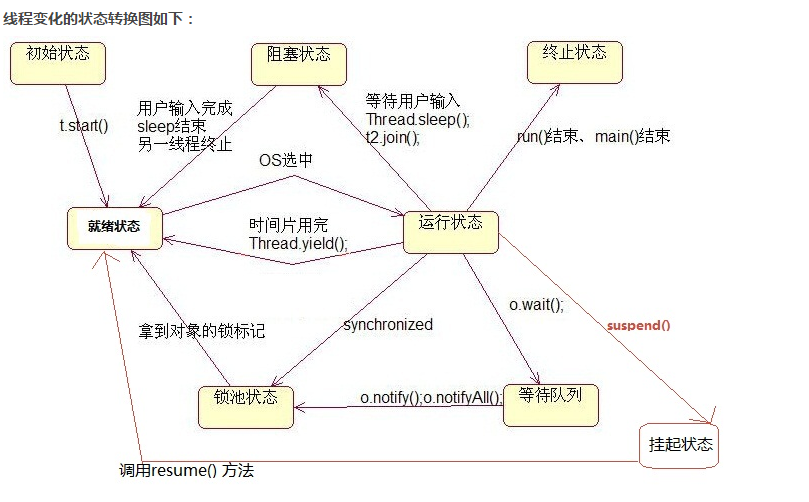 线程变化的状态转换图如下：
初始状态
阻塞状态
终止状态
用户输入完成
sleep结束
另一线程终止
等待用户输入
Thread.sleep();
t2.join();
t.start()
run()结束、main()结束
OS选中
就绪状态
运行状态
时间片用完
Thread.yield();
o.wait();
synchronized
suspend()
拿到对象的锁标记
锁池状态
o.notify();o.notifyAll();
等待队列
挂起状态
调用resume() 方法